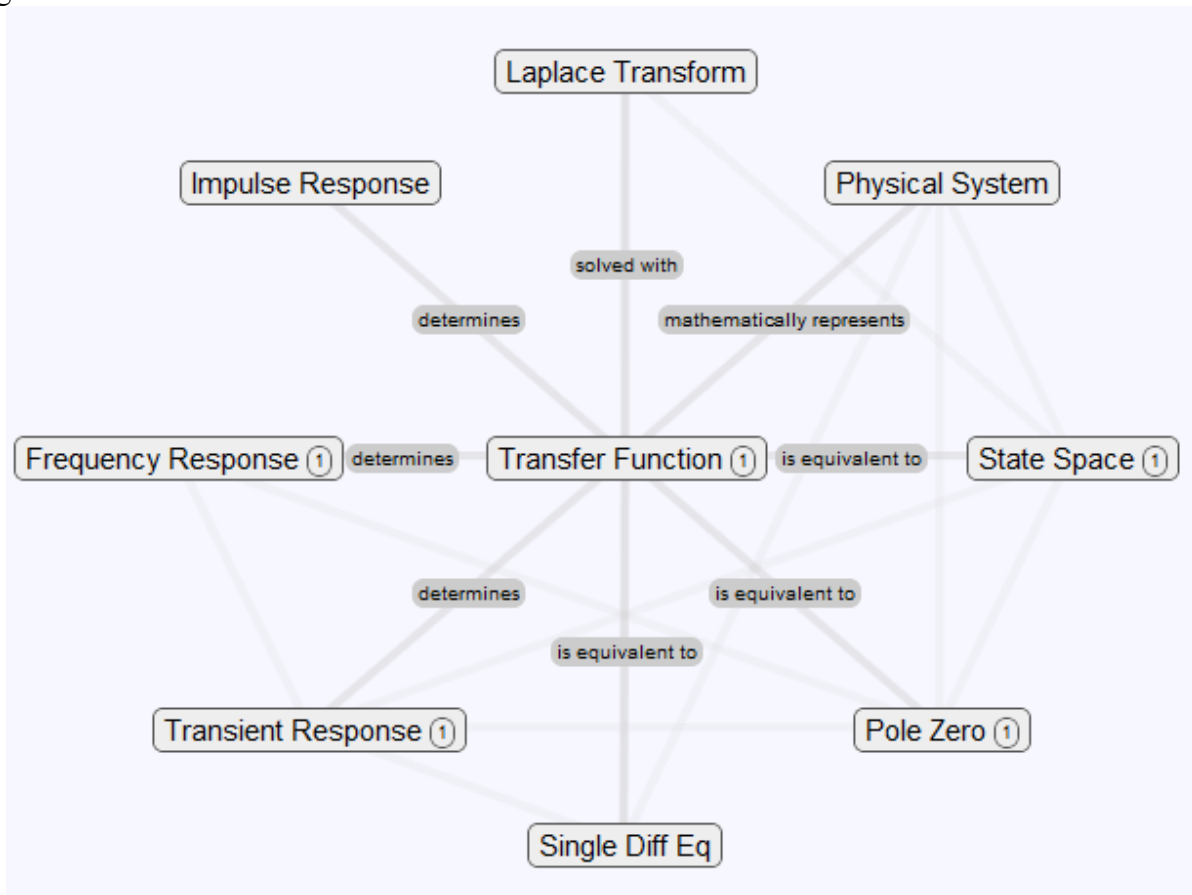 Laplace Transform
Impulse Response
Physical System
solved with
determines
mathematically represents
Frequency Response 1
determines
Transfer Function 1
is equivalent to
State Space 1
determines
is equivalent to
is equivalent to
Transient Response 1
Pole Zero 1
Single Diff Eq